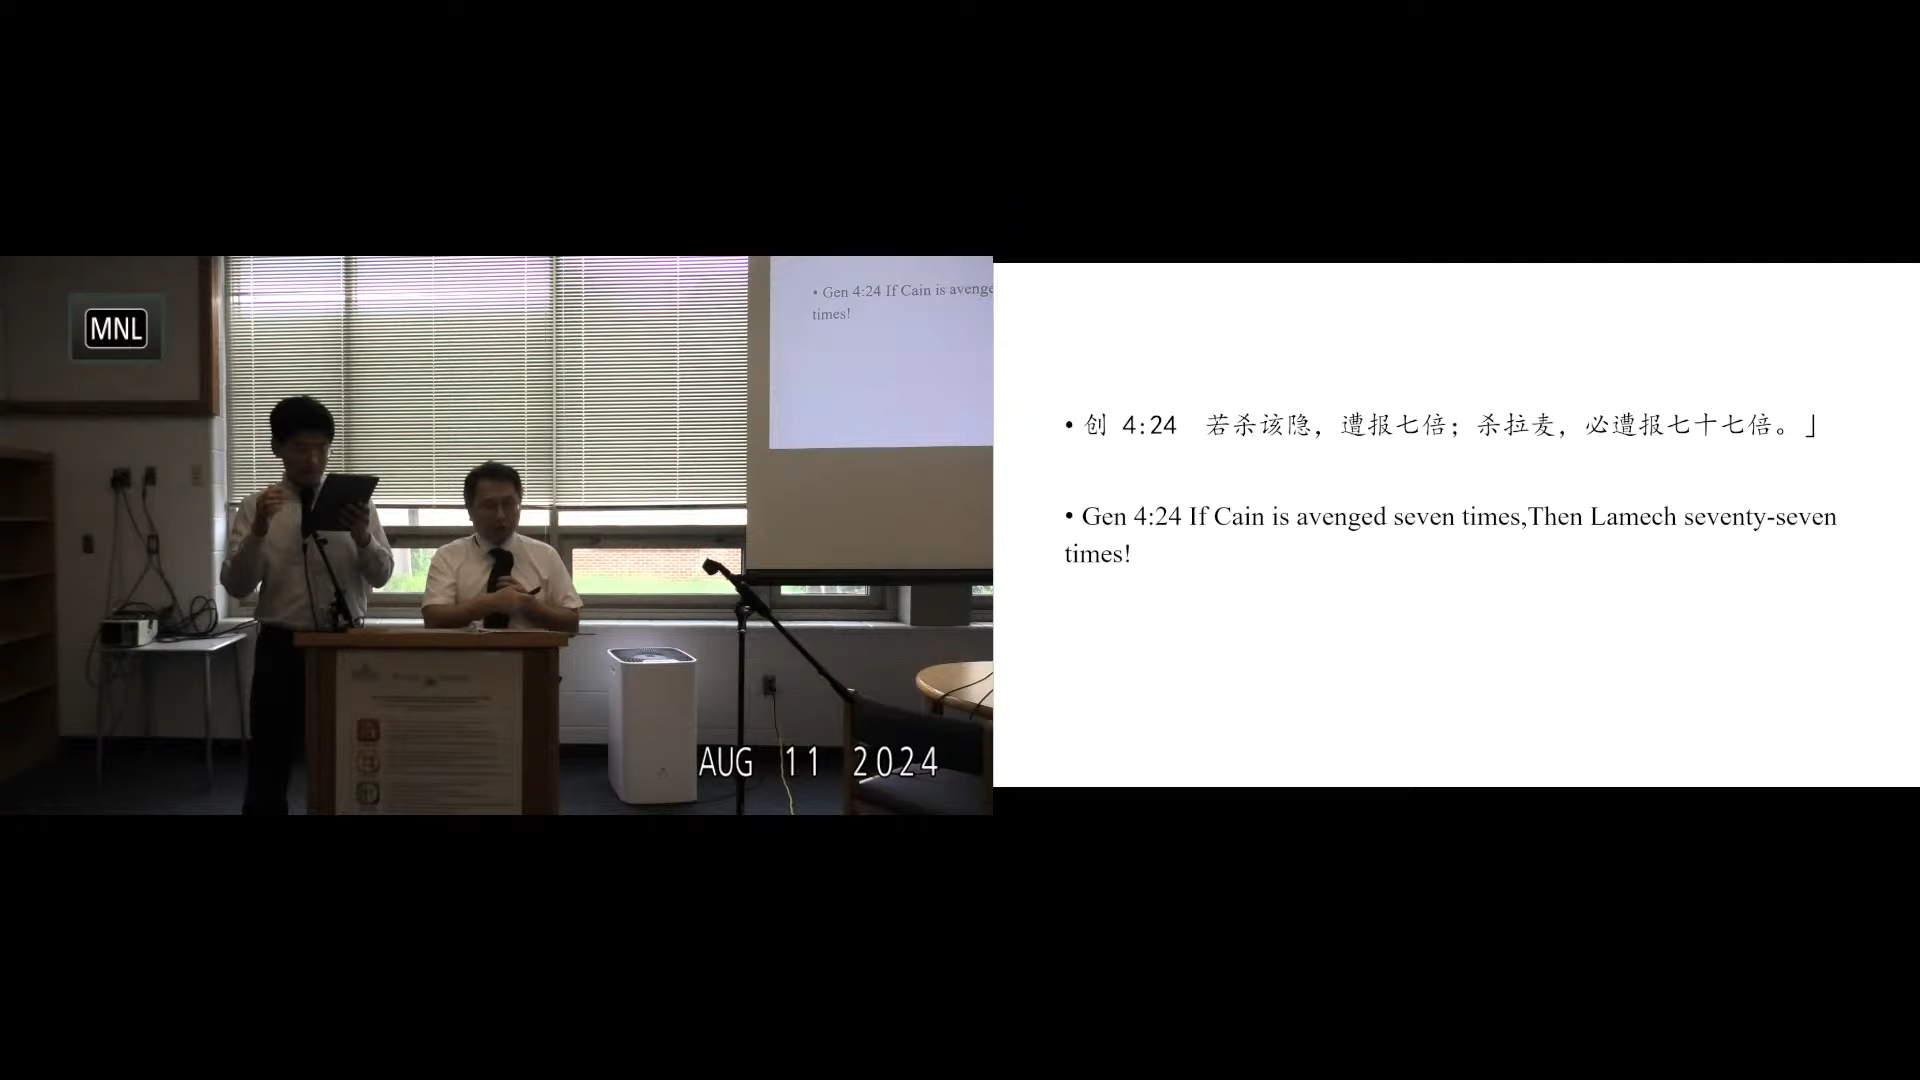 MNL
• Gen 4:24 If Cain is avenge
times!
AUG 11 2024
• 创 4:24 若杀该隐，遭报七倍；杀拉麦，必遭报七十七倍。」
• Gen 4:24 If Cain is avenged seven times,Then Lamech seventy-seven
times!